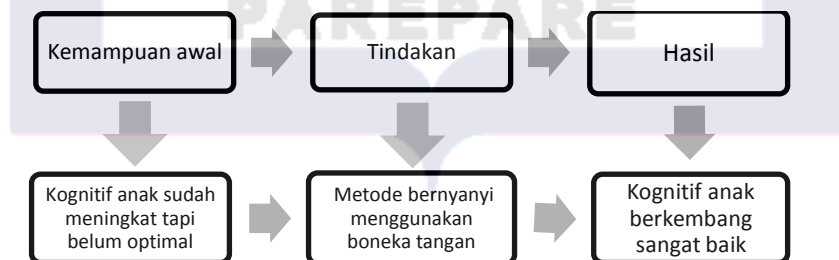 PAREPARE
Kemampuan awal
Tindakan
Hasil
Kognitif anak sudah
meningkat tapi
belum optimal
Metode bernyanyi
menggunakan
boneka tangan
Kognitif anak
berkembang
sangat baik